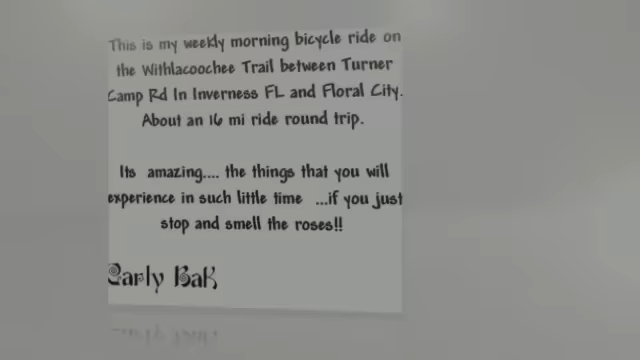 This is my weekly morning bicycle ride on
the Withlacoochee Trail between Turner
Camp Rd In Inverness FL and Floral City.
About an 16 mi ride round trip.
Its amazing.... the things that you will
experience in such little time ...if you just
stop and smell the roses!!
Carly Bak